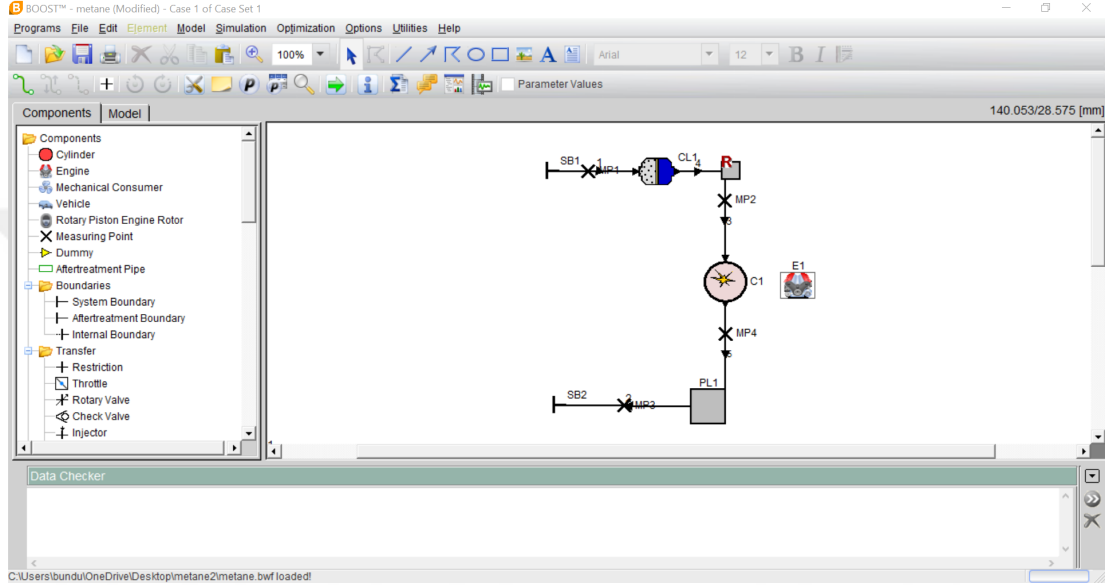 BOOST™ - metane (Modified) - Case 1 of Case Set 1
Programs File Edit Element Model Simulation Optimization Options Utilities Help
100% A Arial 12 B I
P P Σ Parameter Values
Components Model 140.053/28.575 [mm]
Components
Cylinder
Engine
Mechanical Consumer
Vehicle
Rotary Piston Engine Rotor
Measuring Point
Dummy
Aftertreatment Pipe
Boundaries
System Boundary
Aftertreatment Boundary
Internal Boundary
Transfer
Restriction
Throttle
Rotary Valve
Check Valve
Injector
SB1 1 MP1 CL1 4 R
MP2
3
C1 E1
MP4
5
PL1
SB2 2 MP3
Data Checker
C:\Users\bundu\OneDrive\Desktop\metane2\metane.bwf loaded!